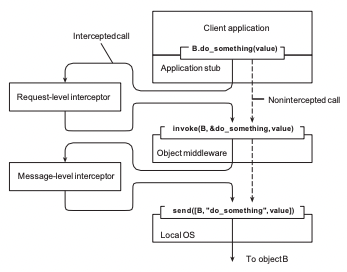 Client application
Intercepted call
B.do_something(value)
Application stub
Request-level interceptor
Nonintercepted call
invoke(B, &do_something, value)
Object middleware
Message-level interceptor
send([B, "do_something", value])
Local OS
To object B